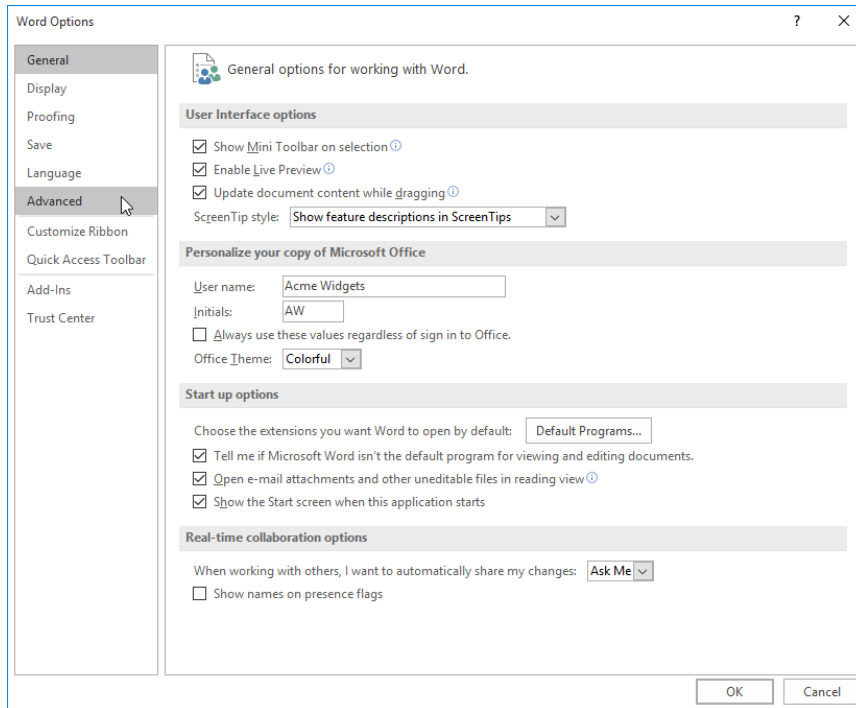 Word Options
?
General
Display
Proofing
Save
Language
Advanced
Customize Ribbon
Quick Access Toolbar
Add-Ins
Trust Center
General options for working with Word.
User Interface options
Show Mini Toolbar on selection
Enable Live Preview
Update document content while dragging
ScreenTip style: Show feature descriptions in ScreenTips
Personalize your copy of Microsoft Office
User name: Acme Widgets
Initials: AW
Always use these values regardless of sign in to Office.
Office Theme: Colorful
Start up options
Choose the extensions you want Word to open by default: Default Programs...
Tell me if Microsoft Word isn't the default program for viewing and editing documents.
Open e-mail attachments and other uneditable files in reading view
Show the Start screen when this application starts
Real-time collaboration options
When working with others, I want to automatically share my changes: Ask Me
Show names on presence flags
OK Cancel